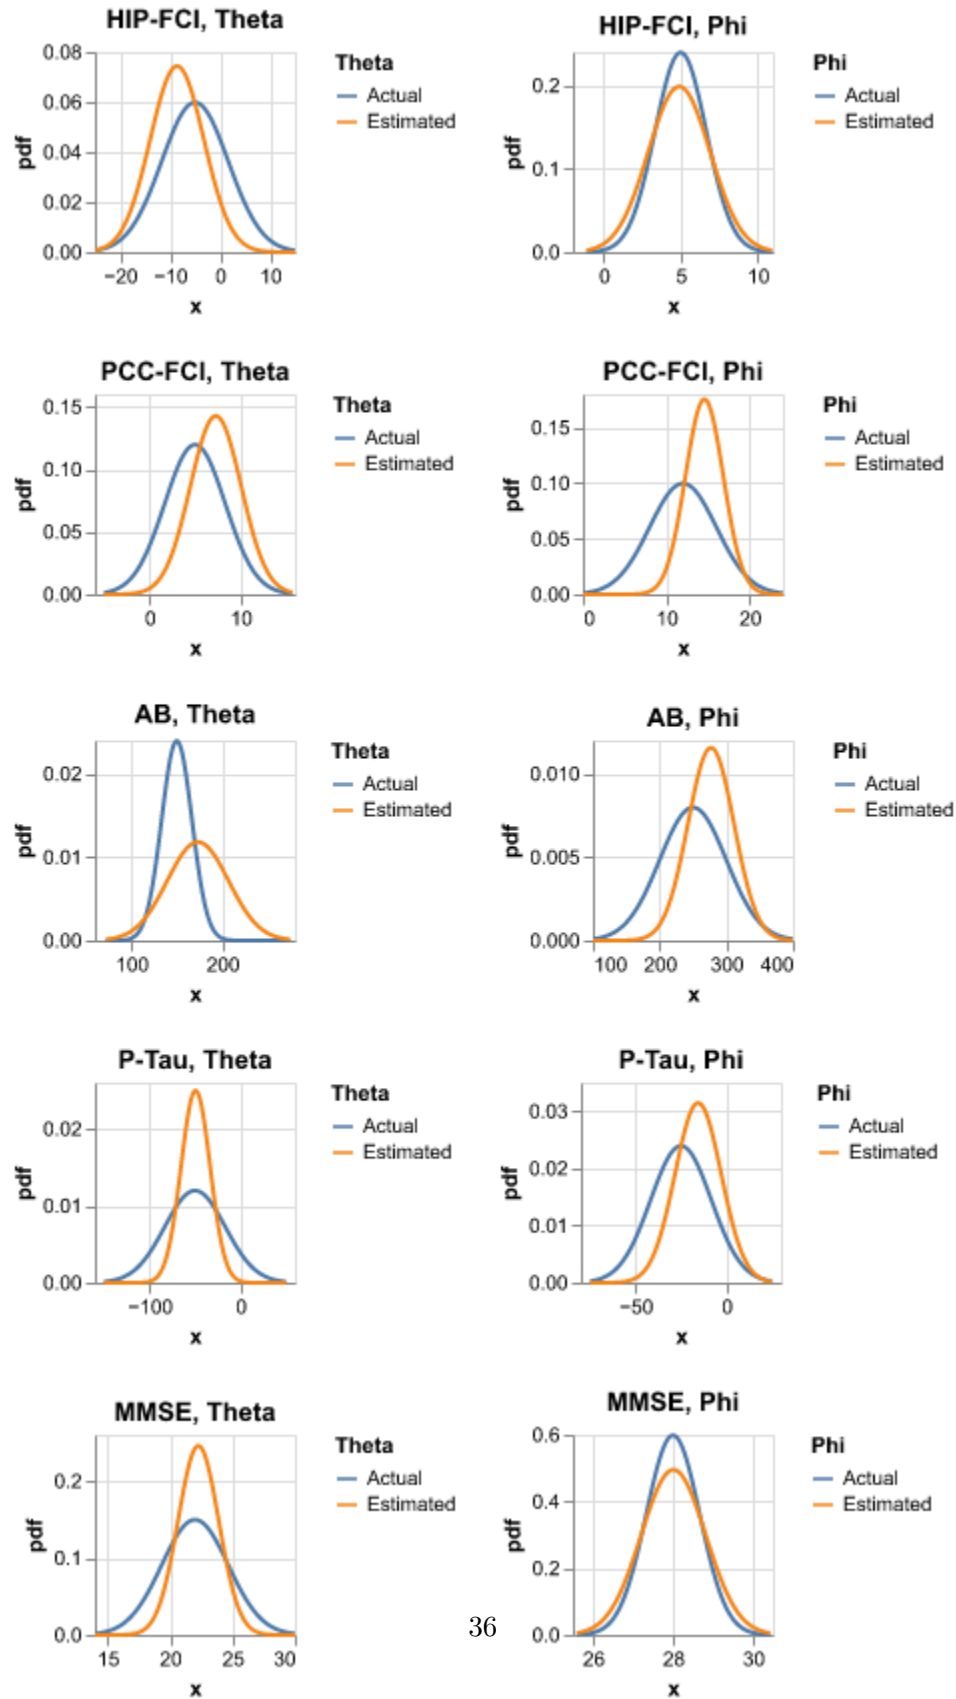 HIP-FCI, Theta
0.08
0.06
0.04
0.02
0.00
pdf
−20 −10 0 10
x
Theta
Actual
Estimated
HIP-FCI, Phi
0.2
0.1
0.0
pdf
0 5 10
x
Phi
Actual
Estimated
PCC-FCI, Theta
0.15
0.10
0.05
0.00
pdf
0 10
x
Theta
Actual
Estimated
PCC-FCI, Phi
0.15
0.10
0.05
0.00
pdf
0 10 20
x
Phi
Actual
Estimated
AB, Theta
0.02
0.01
0.00
pdf
100 200
x
Theta
Actual
Estimated
AB, Phi
0.010
0.005
0.000
pdf
100 200 300 400
x
Phi
Actual
Estimated
P-Tau, Theta
0.02
0.01
0.00
pdf
−100 0
x
Theta
Actual
Estimated
P-Tau, Phi
0.03
0.02
0.01
0.00
pdf
−50 0
x
Phi
Actual
Estimated
MMSE, Theta
0.2
0.1
0.0
pdf
15 20 25 30
x
Theta
Actual
Estimated
MMSE, Phi
0.6
0.4
0.2
0.0
pdf
26 28 30
x
Phi
Actual
Estimated
36